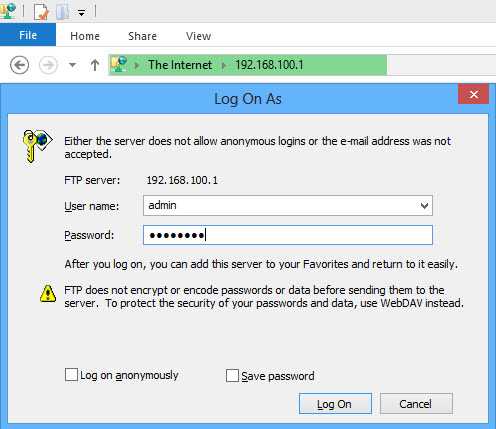 File Home Share View
The Internet 192.168.100.1
Log On As
Either the server does not allow anonymous logins or the e-mail address was not
accepted.
FTP server: 192.168.100.1
User name: admin
Password: ●●●●●●●●
After you log on, you can add this server to your Favorites and return to it easily.
FTP does not encrypt or encode passwords or data before sending them to the
server. To protect the security of your passwords and data, use WebDAV instead.
Log on anonymously Save password
Log On Cancel